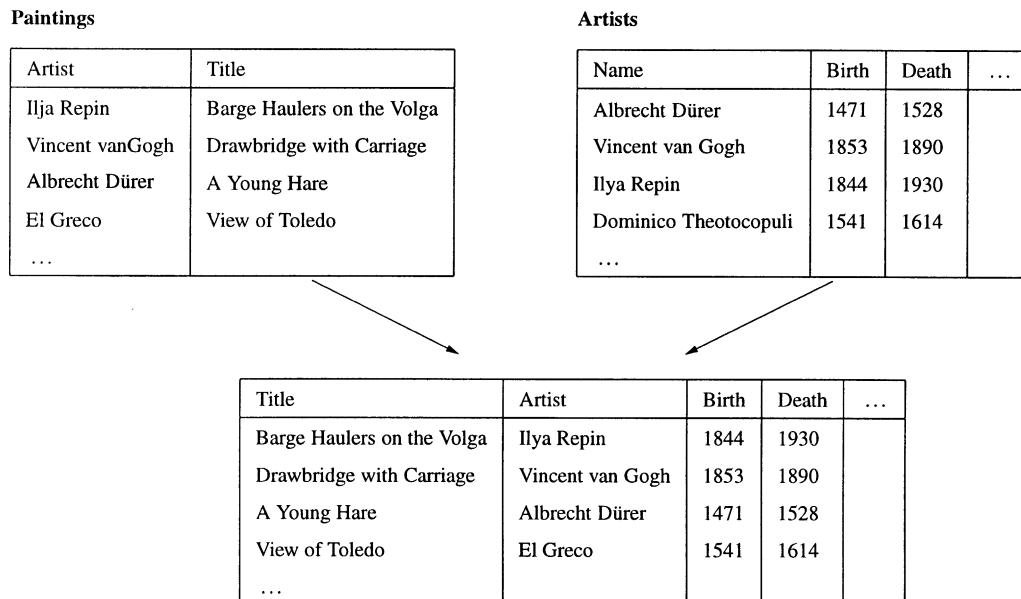 Paintings
Artist Title
Ilja Repin Barge Haulers on the Volga
Vincent vanGogh Drawbridge with Carriage
Albrecht Dürer A Young Hare
El Greco View of Toledo
...
Artists
Name Birth Death ...
Albrecht Dürer 1471 1528
Vincent van Gogh 1853 1890
Ilya Repin 1844 1930
Dominico Theotocopuli 1541 1614
...
Title Artist Birth Death ...
Barge Haulers on the Volga Ilya Repin 1844 1930
Drawbridge with Carriage Vincent van Gogh 1853 1890
A Young Hare Albrecht Dürer 1471 1528
View of Toledo El Greco 1541 1614
...